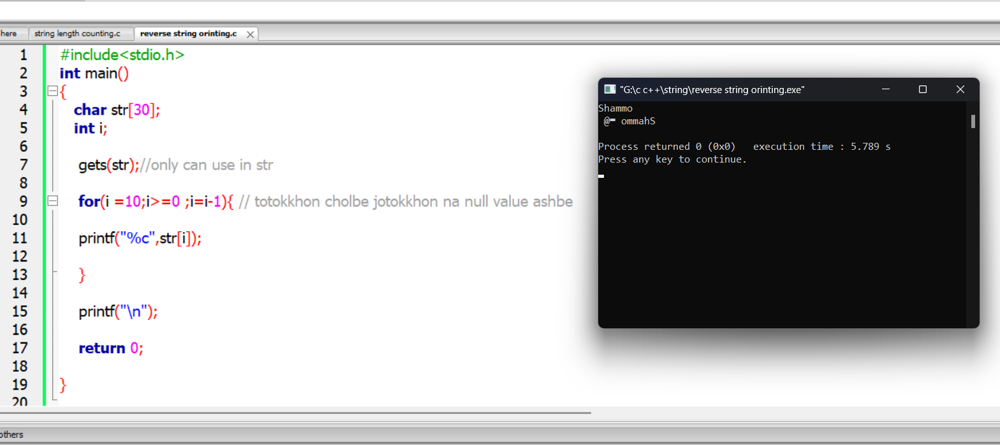 here
string length counting.c
reverse string orinting.c
1 #include<stdio.h>
2 int main()
3 {
4 char str[30];
5 int i;
6
7 gets(str);//only can use in str
8
9 for(i =10;i>=0 ;i=i-1){ // totokkhon cholbe jotokkhon na null value ashbe
10
11 printf("%c",str[i]);
12
13 }
14
15 printf("\n");
16
17 return 0;
18
19 }
20
"G:\c c++\string\reverse string orinting.exe"
Shammo
@ ommahS
Process returned 0 (0x0) execution time : 5.789 s
Press any key to continue.
others